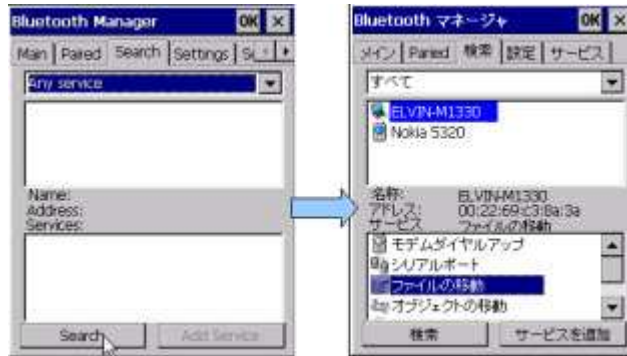 Bluetooth Manager OK ×
Main Paired Search Settings
Any service
Name:
Address:
Services:
Search Add Service
Bluetooth マネージャ OK ×
メイン Paried 検索 設定 サービス
すべて
ELVIN-M1330
Nokia 5320
名称: ELVIN-M1330
アドレス: 00:22:69:c3:8a:3a
サービス ファイルの移動
モデムダイヤルアップ
シリアルポート
ファイルの移動
オブジェクトの移動
検索 サービスを追加